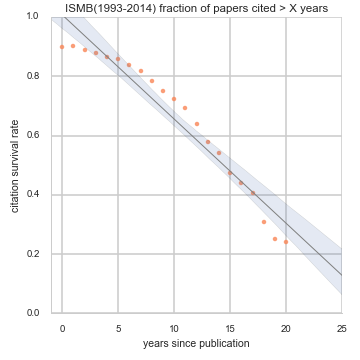 ISMB(1993-2014) fraction of papers cited > X years
1.0
0.8
0.6
0.4
0.2
0.0
citation survival rate
0 5 10 15 20 25
years since publication